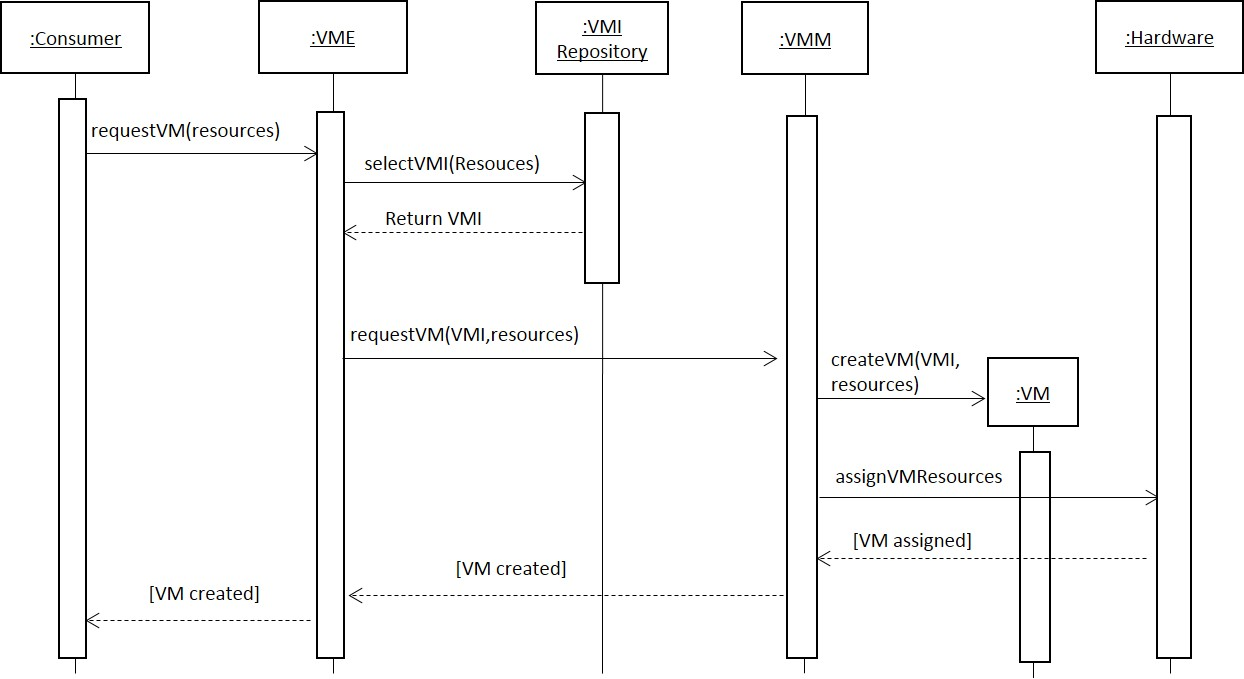 :Consumer
:VME
:VMI
Repository
:VMM
:Hardware
requestVM(resources)
selectVMI(Resouces)
Return VMI
requestVM(VMI,resources)
createVM(VMI,
resources)
:VM
assignVMResources
[VM assigned]
[VM created]
[VM created]